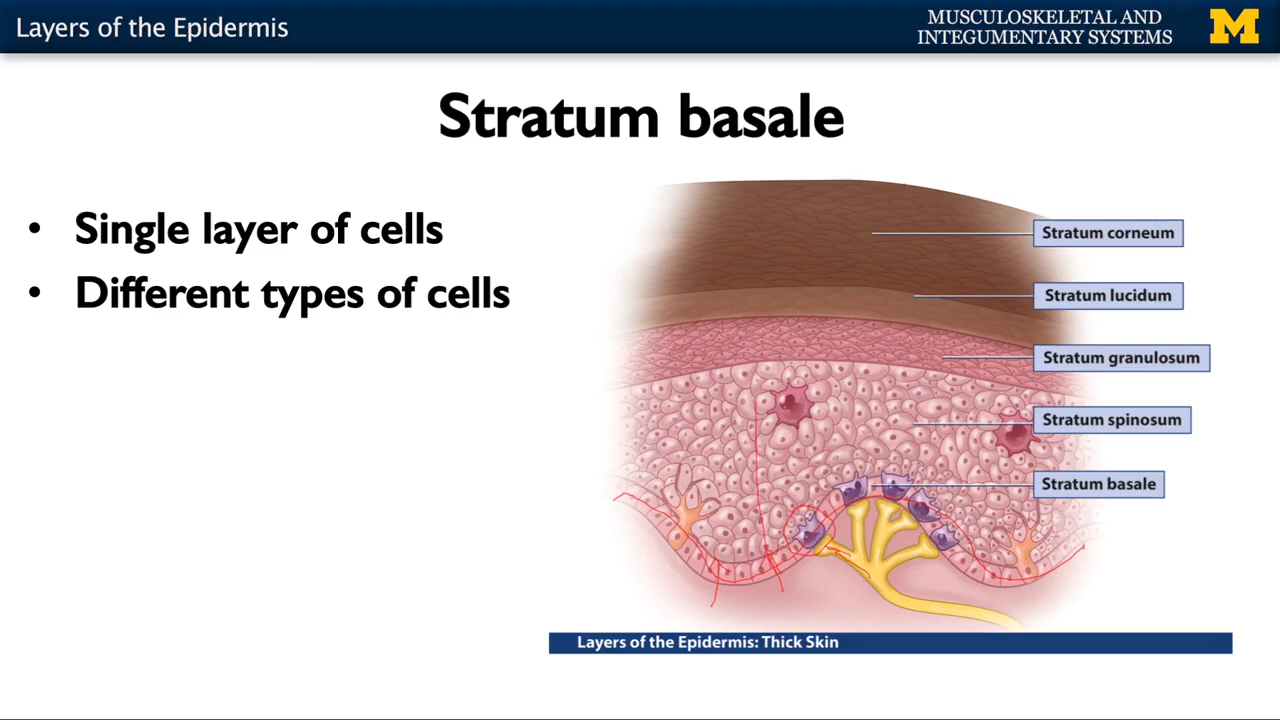 Layers of the Epidermis
MUSCULOSKELETAL AND
INTEGUMENTARY SYSTEMS
M
Stratum basale
• Single layer of cells
• Different types of cells
Stratum corneum
Stratum lucidum
Stratum granulosum
Stratum spinosum
Stratum basale
Layers of the Epidermis: Thick Skin